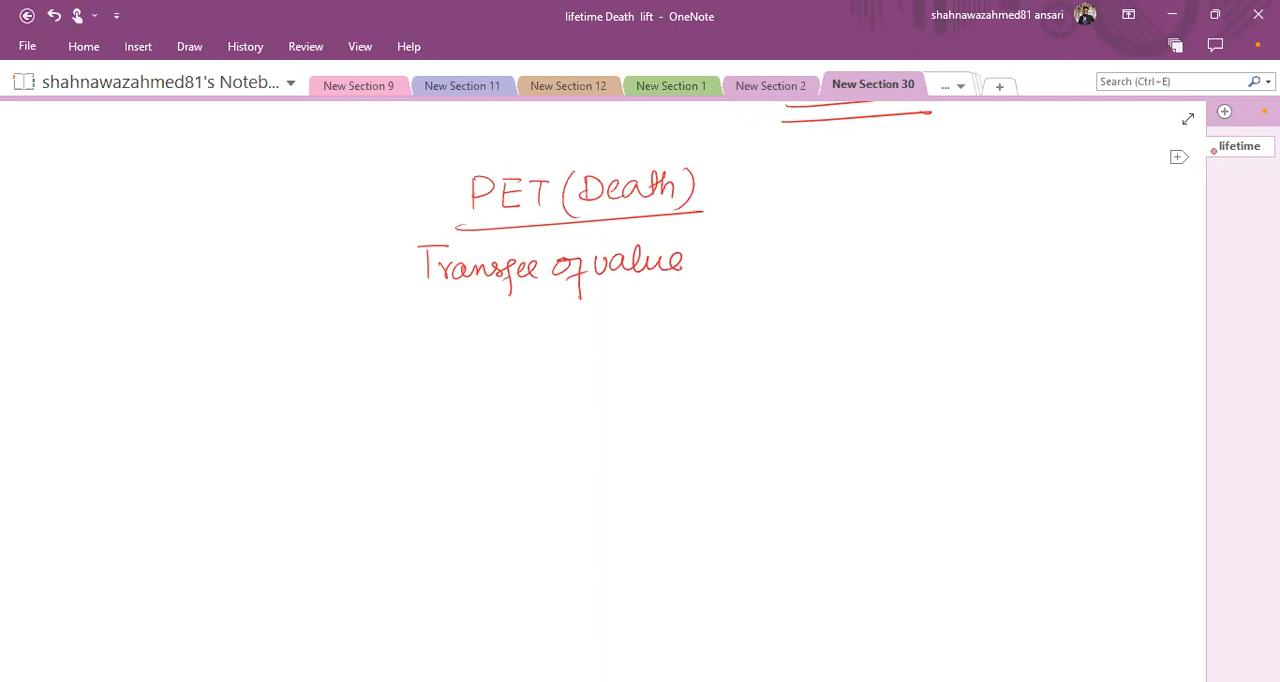 lifetime Death lift - OneNote
shahnawazahmed81 ansari
File Home Insert Draw History Review View Help
shahnawazahmed81's Noteb... New Section 9 New Section 11 New Section 12 New Section 1 New Section 2 New Section 30 ... + Search (Ctrl+E)
lifetime
PET (Death)
Transfee of value